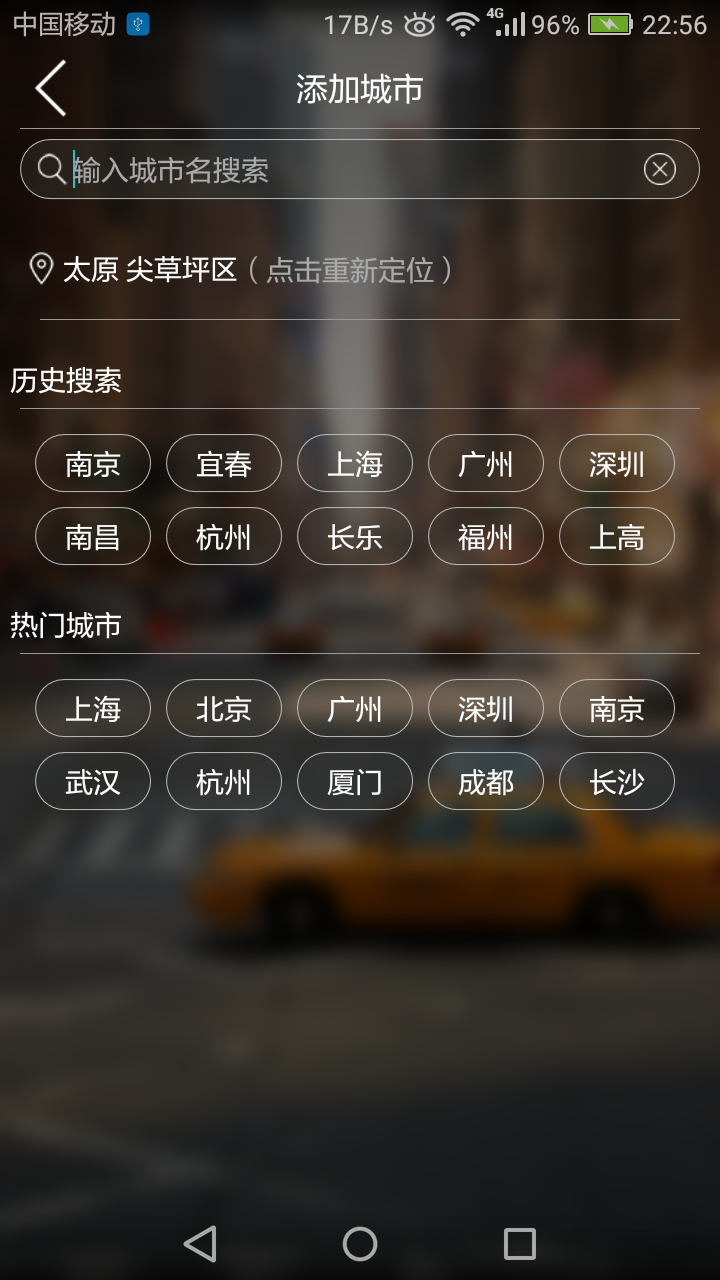 中国移动 17B/s 4G 96% 22:56
添加城市
输入城市名搜索
太原 尖草坪区（点击重新定位）
历史搜索
南京 宜春 上海 广州 深圳
南昌 杭州 长乐 福州 上高
热门城市
上海 北京 广州 深圳 南京
武汉 杭州 厦门 成都 长沙